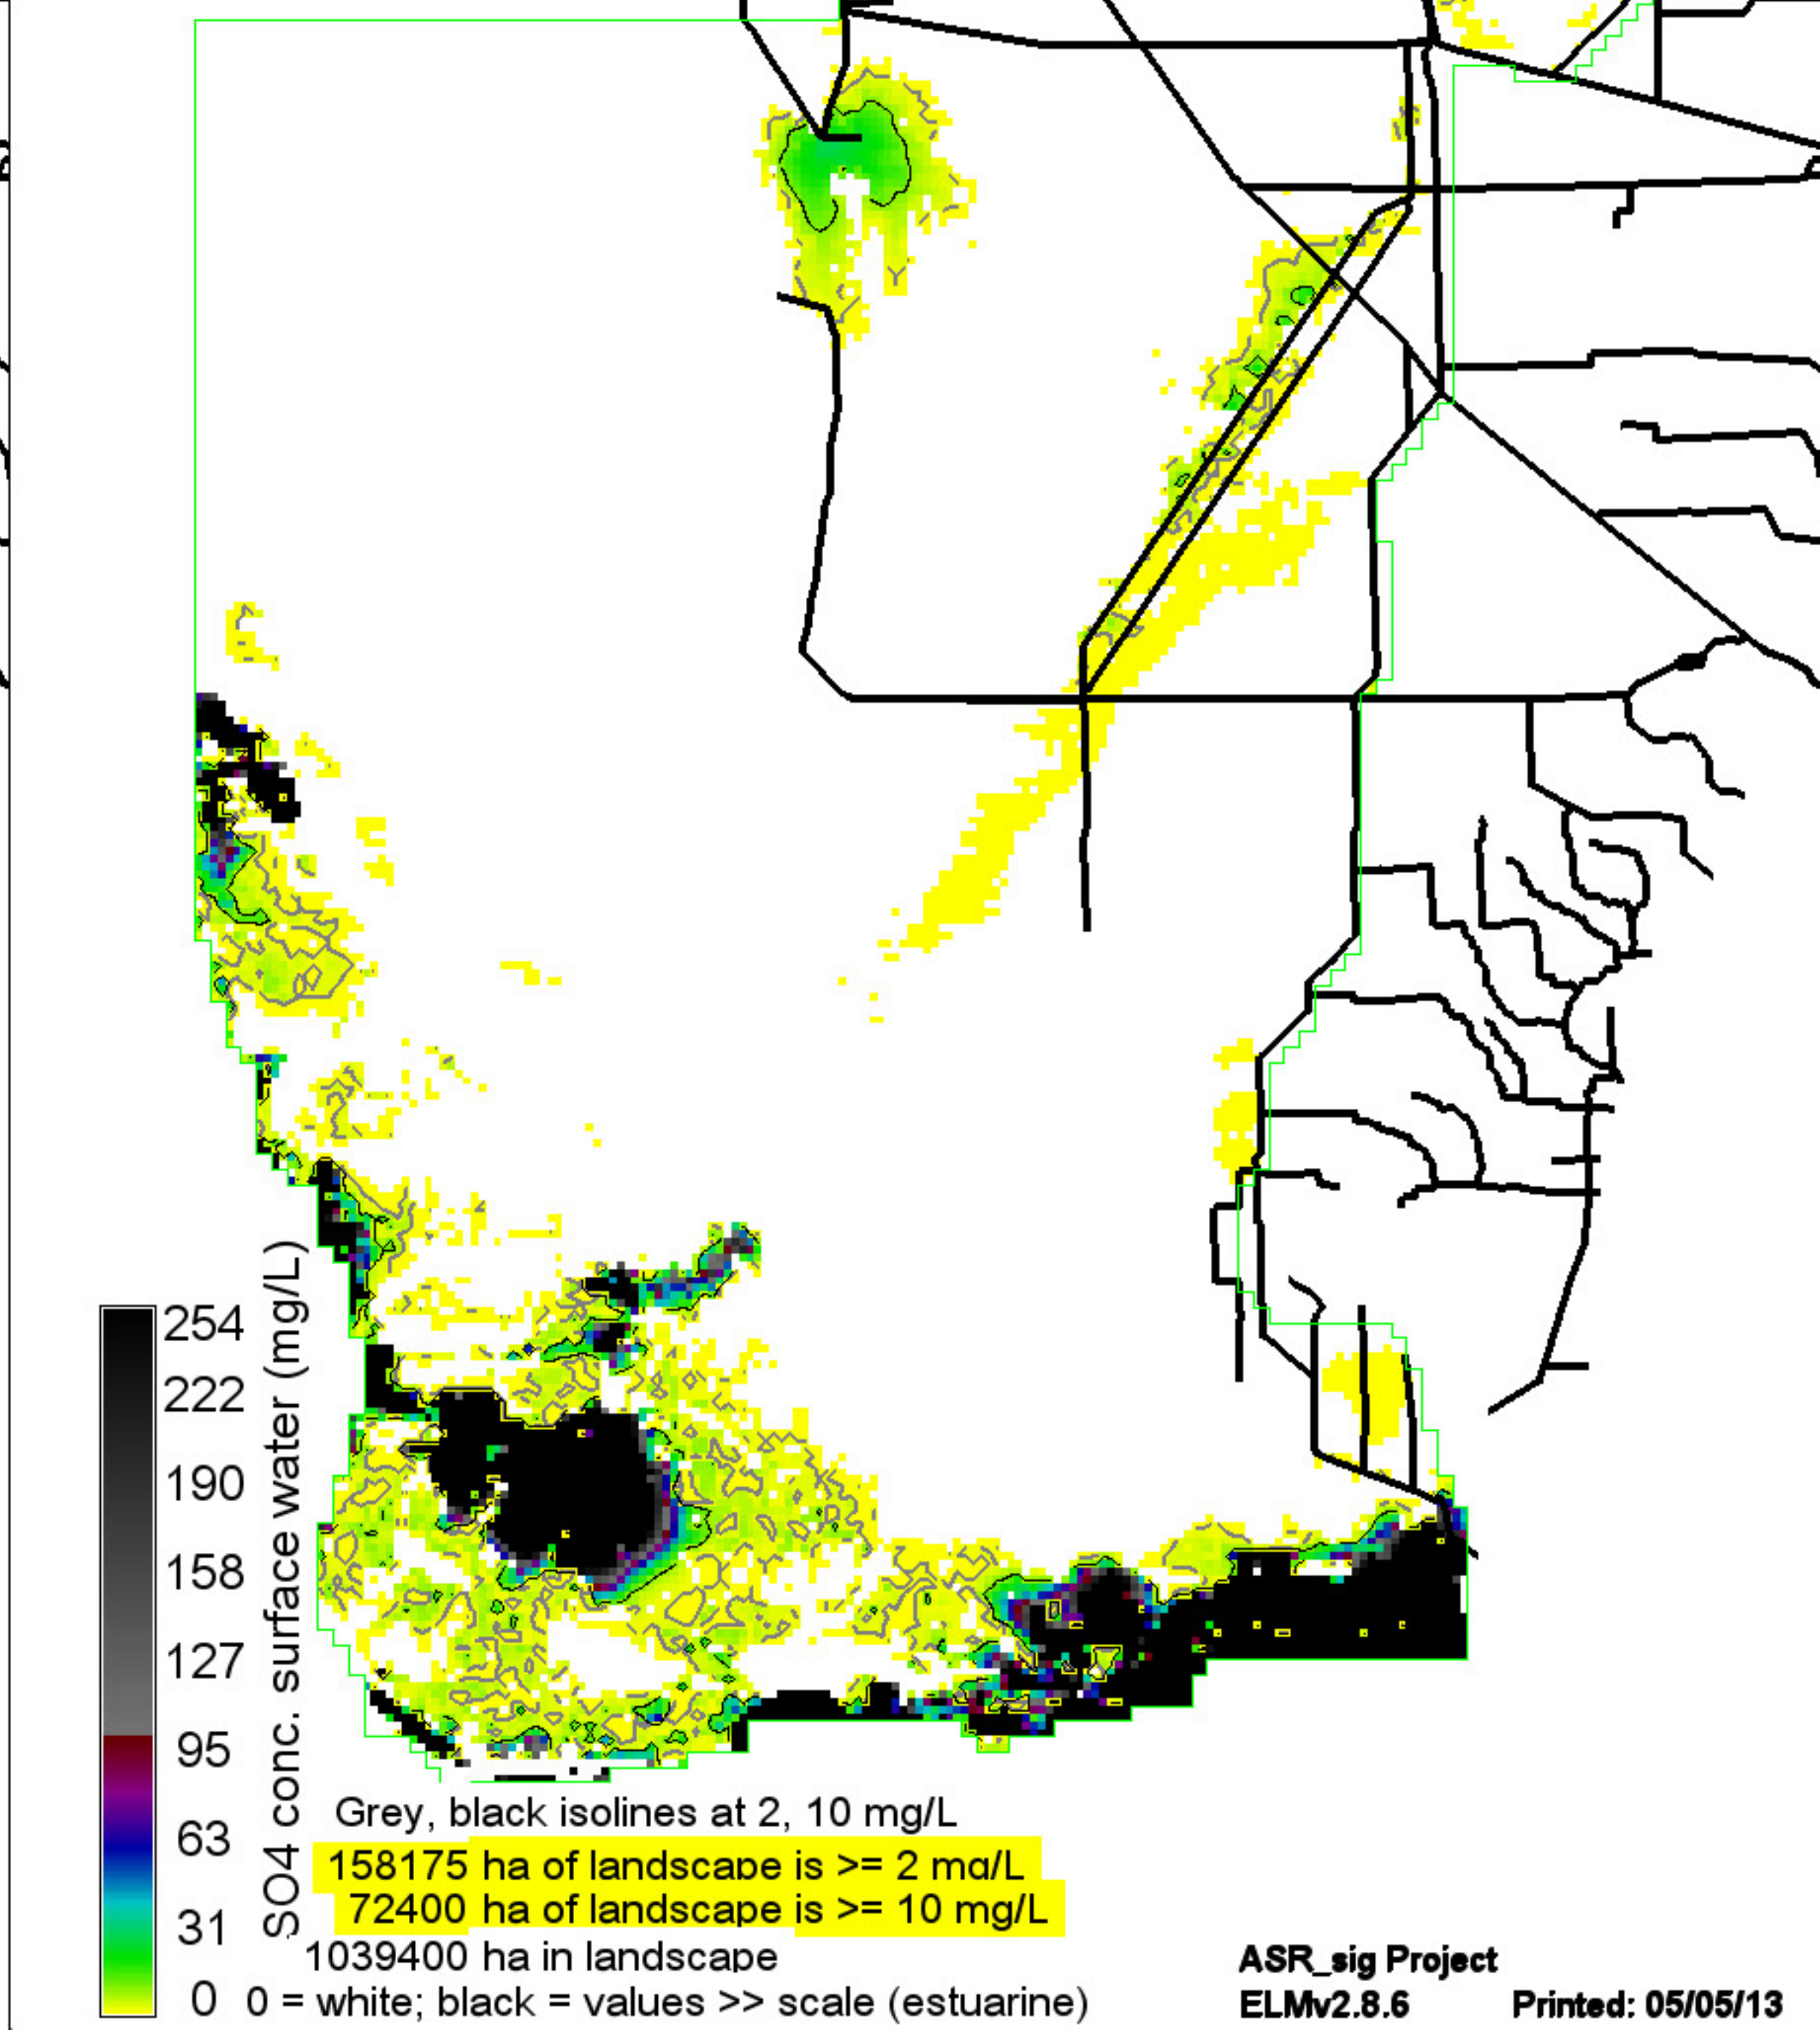 254
222
190
158
127
95
63
31
0
SO4 conc. surface water (mg/L)
Grey, black isolines at 2, 10 mg/L
158175 ha of landscape is >= 2 mg/L
72400 ha of landscape is >= 10 mg/L
1039400 ha in landscape
0 = white; black = values >> scale (estuarine)
ASR_sig Project
ELMv2.8.6 Printed: 05/05/13